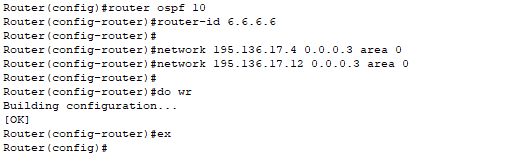 Router(config)#router ospf 10
Router(config-router)#router-id 6.6.6.6
Router(config-router)#
Router(config-router)#network 195.136.17.4 0.0.0.3 area 0
Router(config-router)#network 195.136.17.12 0.0.0.3 area 0
Router(config-router)#
Router(config-router)#do wr
Building configuration...
[OK]
Router(config-router)#ex
Router(config)#